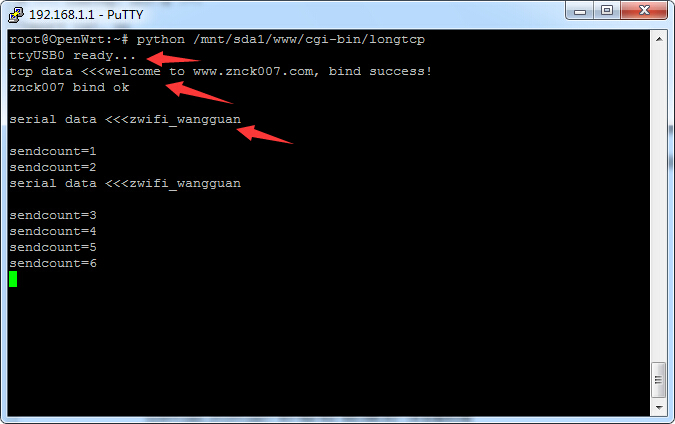 192.168.1.1 - PuTTY
root@OpenWrt:~# python /mnt/sda1/www/cgi-bin/longtcp
ttyUSB0 ready...
tcp data <<<welcome to www.znck007.com, bind success!
znck007 bind ok
serial data <<<zwifi_wangguan
sendcount=1
sendcount=2
serial data <<<zwifi_wangguan
sendcount=3
sendcount=4
sendcount=5
sendcount=6